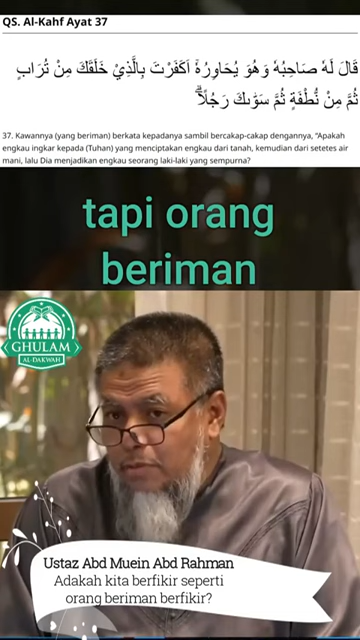 QS. Al-Kahf Ayat 37
قَالَ لَهٗ صَاحِبُهٗ وَهُوَ يُحَاوِرُهٗٓ اَكَفَرْتَ بِالَّذِيْ خَلَقَكَ مِنْ تُرَابٍ
ثُمَّ مِنْ نُّطْفَةٍ ثُمَّ سَوّٰىكَ رَجُلًاۗ
37. Kawannya (yang beriman) berkata kepadanya sambil bercakap-cakap dengannya, “Apakah
engkau ingkar kepada (Tuhan) yang menciptakan engkau dari tanah, kemudian dari setetes air
mani, lalu Dia menjadikan engkau seorang laki-laki yang sempurna?
tapi orang
beriman
GHULAM
AL-DAKWAH
Ustaz Abd Muein Abd Rahman
Adakah kita berfikir seperti
orang beriman berfikir?